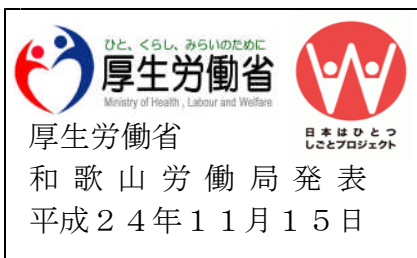 ひと、くらし、みらいのために
厚生労働省
Ministry of Health , Labour and Welfare
日本はひとつ
しごとプロジェクト
厚生労働省
和歌山労働局発表
平成２４年１１月１５日